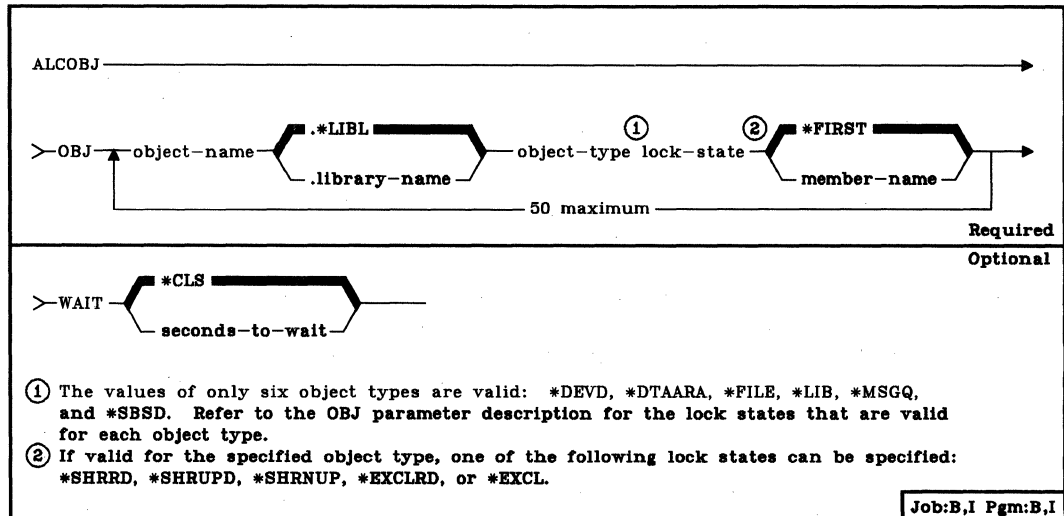 ALCOBJ
.*LIBL ① ② *FIRST
OBJ object-name object-type lock-state
.library-name member-name
50 maximum
Required
Optional
*CLS
WAIT
seconds-to-wait
① The values of only six object types are valid: *DEVD, *DTAARA, *FILE, *LIB, *MSGQ,
and *SBSD. Refer to the OBJ parameter description for the lock states that are valid
for each object type.
② If valid for the specified object type, one of the following lock states can be specified:
*SHRRD, *SHRUPD, *SHRNUP, *EXCLRD, or *EXCL.
Job:B,I Pgm:B,I